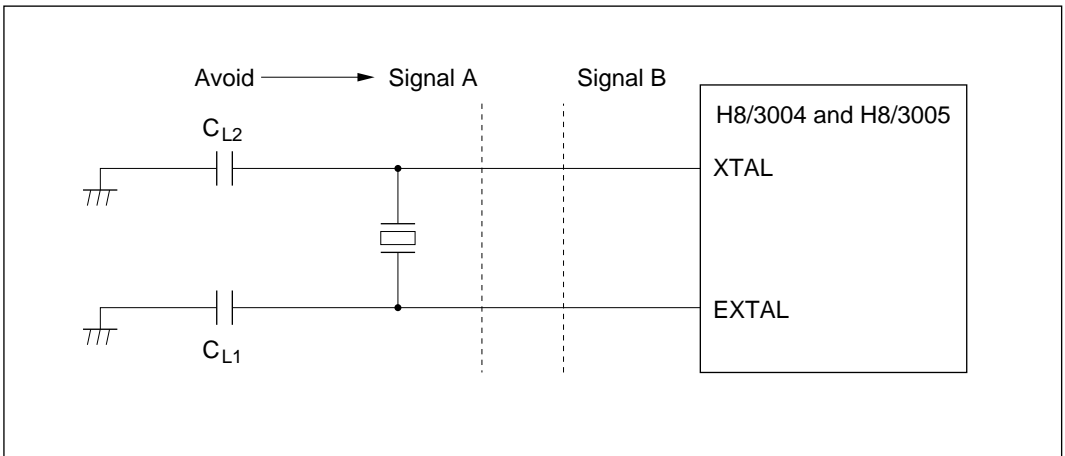 Avoid
Signal A
Signal B
H8/3004 and H8/3005
CL2
XTAL
EXTAL
CL1